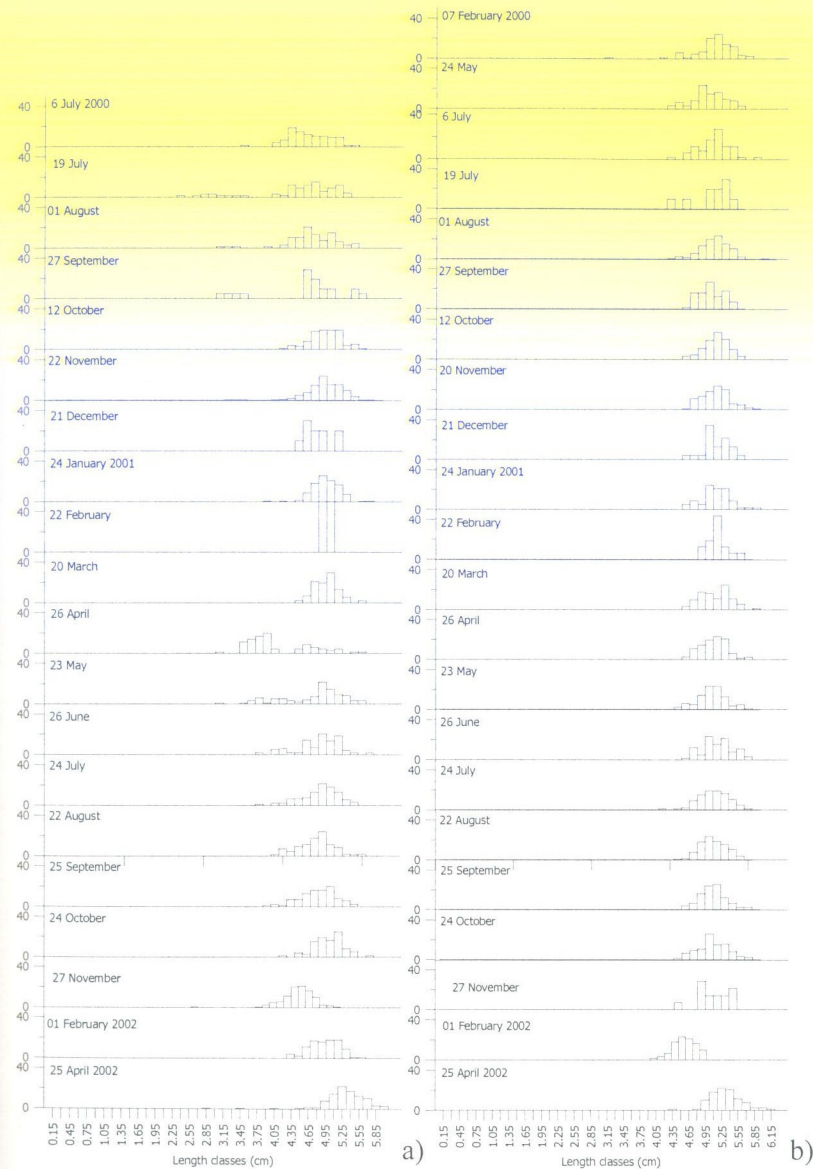 6 July 2000
40
0
19 July
40
0
01 August
40
0
27 September
40
0
12 October
40
0
22 November
40
0
21 December
40
0
24 January 2001
40
0
22 February
40
0
20 March
40
0
26 April
40
0
23 May
40
0
26 June
40
0
24 July
40
0
22 August
40
0
25 September
40
0
24 October
40
0
27 November
40
0
01 February 2002
40
0
25 April 2002
40
0
0.15 0.45 0.75 1.05 1.35 1.65 1.95 2.25 2.55 2.85 3.15 3.45 3.75 4.05 4.35 4.65 4.95 5.25 5.55 5.85
Length classes (cm)
a)
07 February 2000
40
0
24 May
40
0
6 July
40
0
19 July
40
0
01 August
40
0
27 September
40
0
12 October
40
0
20 November
40
0
21 December
40
0
24 January 2001
40
0
22 February
40
0
20 March
40
0
26 April
40
0
23 May
40
0
26 June
40
0
24 July
40
0
22 August
40
0
25 September
40
0
24 October
40
0
27 November
40
0
01 February 2002
40
0
25 April 2002
40
0
0.15 0.45 0.75 1.05 1.35 1.65 1.95 2.25 2.55 2.85 3.15 3.45 3.75 4.05 4.35 4.65 4.95 5.25 5.55 5.85 6.15
Length classes (cm)
b)